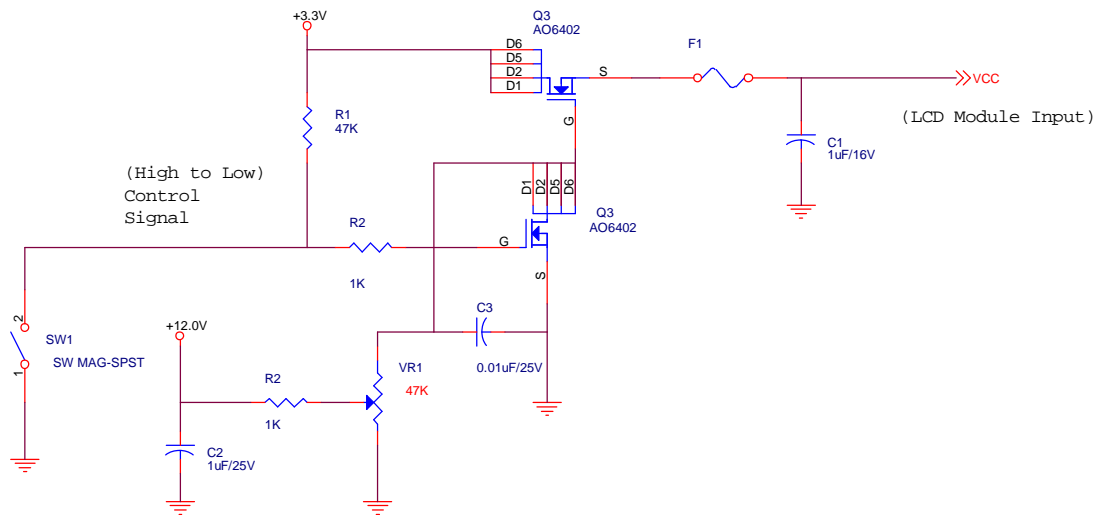 +3.3V
Q3
AO6402
D6
D5
D2
D1
S
G
F1
VCC
(LCD Module Input)
C1
1uF/16V
R1
47K
(High to Low)
Control
Signal
D1
D2
D5
D6
Q3
AO6402
R2
1K
G
S
2
1
SW1
SW MAG-SPST
+12.0V
R2
1K
C2
1uF/25V
VR1
47K
C3
0.01uF/25V